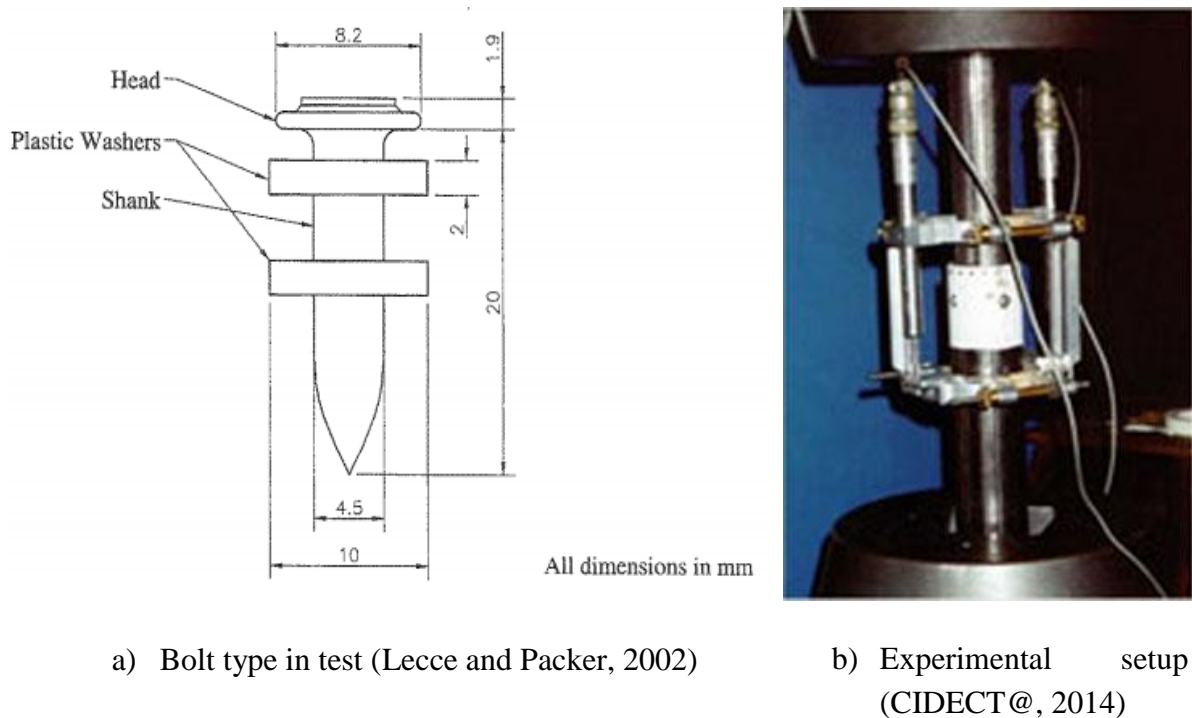 8.2
1.9
Head
Plastic Washers
Shank
2
20
4.5
10
All dimensions in mm
a) Bolt type in test (Lecce and Packer, 2002)
b) Experimental setup
(CIDECT@, 2014)